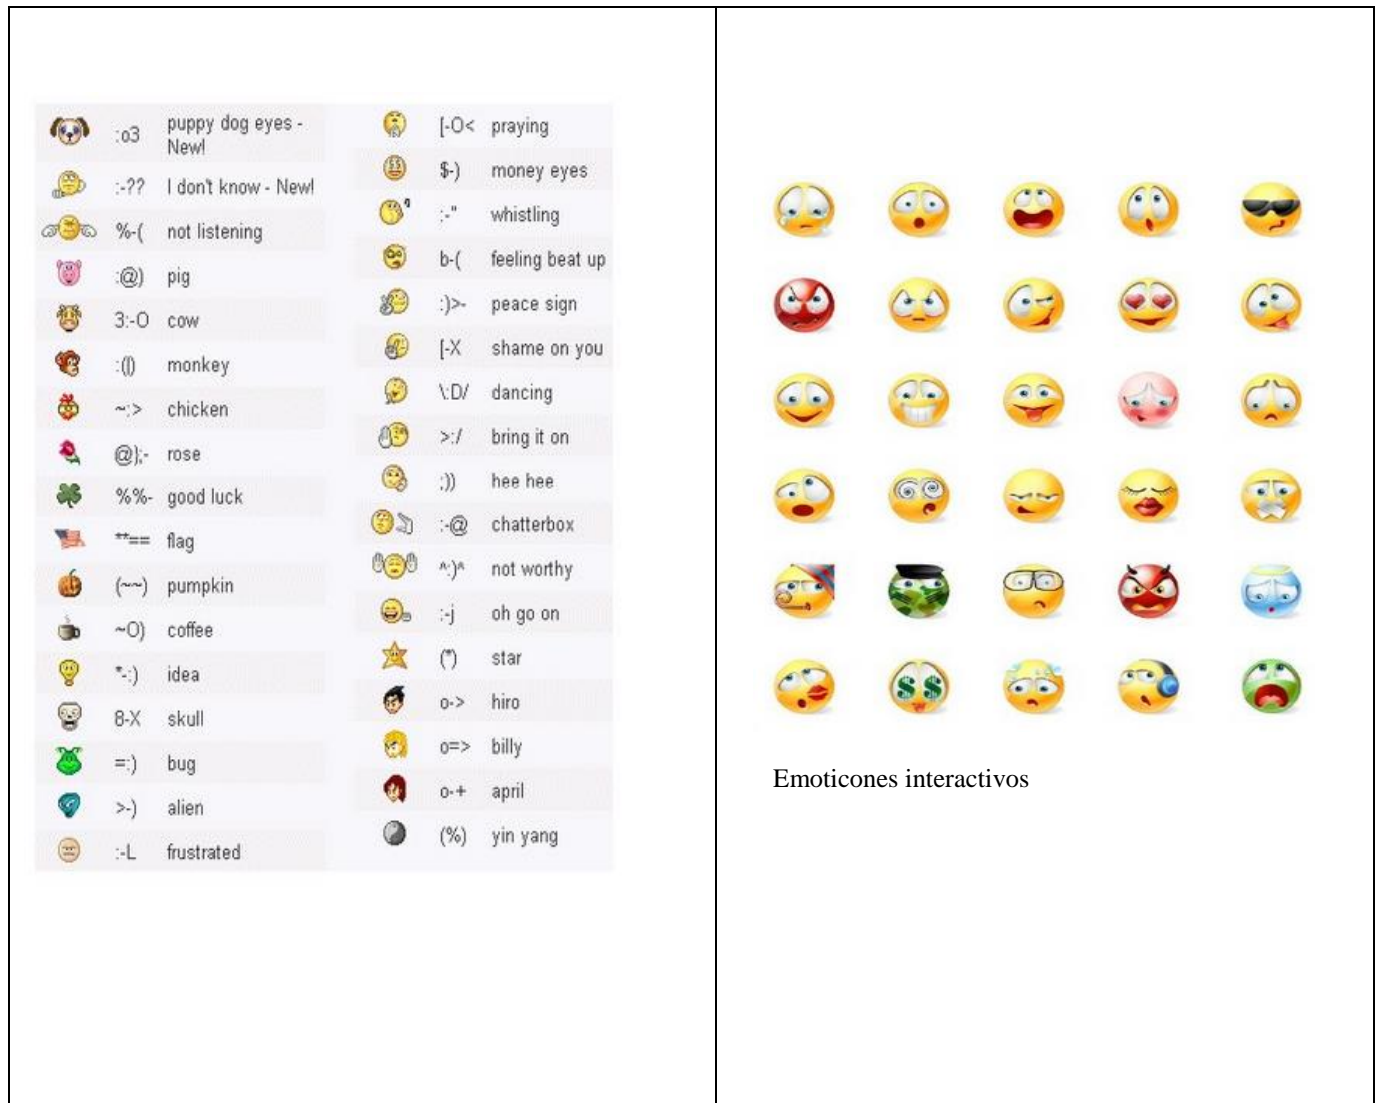 :o3 puppy dog eyes -
New!
:-?? I don't know - New!
%-( not listening
:@) pig
3:-O cow
:(|) monkey
~:> chicken
@};- rose
%%- good luck
**== flag
(~~) pumpkin
~O) coffee
*-:) idea
8-X skull
=:) bug
>-) alien
:-L frustrated
[-O< praying
$-) money eyes
:-" whistling
b-( feeling beat up
:)>- peace sign
[-X shame on you
\:D/ dancing
>:/ bring it on
;)) hee hee
:-@ chatterbox
^:)^ not worthy
:-j oh go on
(*) star
o-> hiro
o=> billy
o-+ april
(%) yin yang
Emoticones interactivos